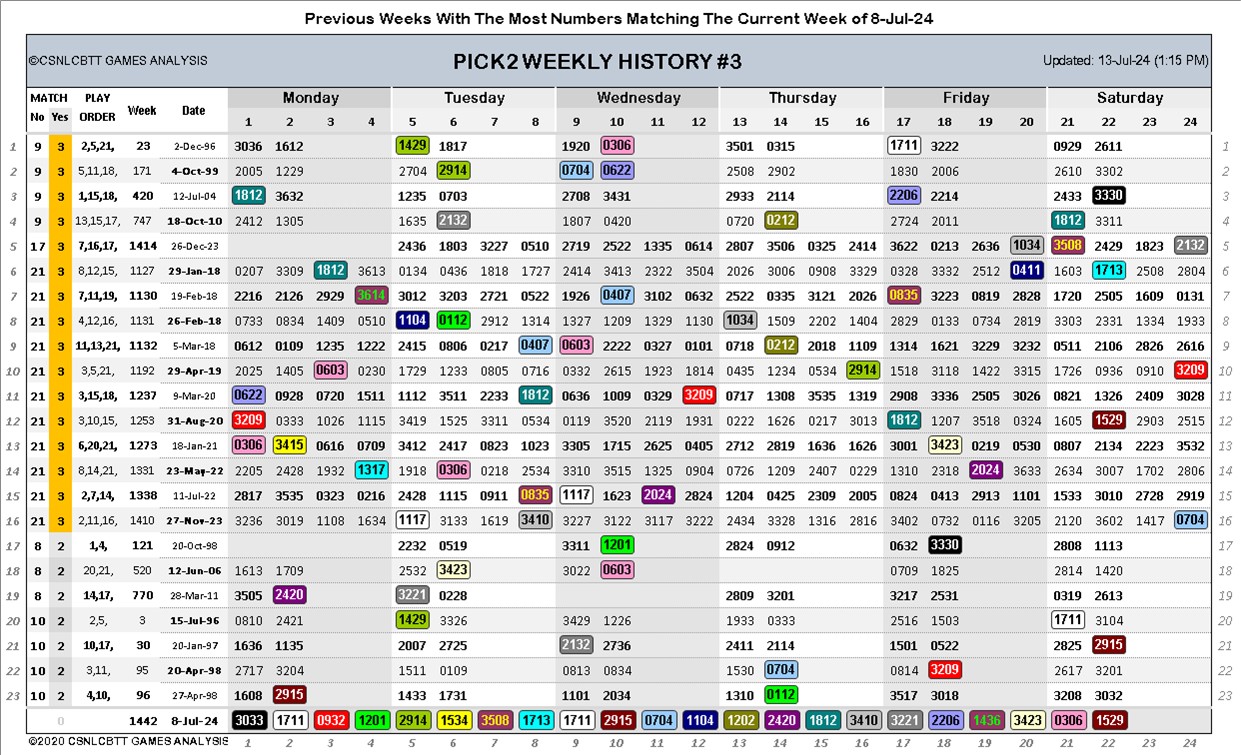 Previous Weeks With The Most Numbers Matching The Current Week of 8-Jul-24
©CSNLCBTT GAMES ANALYSIS PICK2 WEEKLY HISTORY #3 Updated: 13-Jul-24 (1:15 PM)
MATCH PLAY Week Date Monday Tuesday Wednesday Thursday Friday Saturday
No Yes ORDER 1 2 3 4 5 6 7 8 9 10 11 12 13 14 15 16 17 18 19 20 21 22 23 24
1 9 3 2,5,21, 23 2-Dec-96 3036 1612 1429 1817 1920 0306 3501 0315 1711 3222 0929 2611 1
2 9 3 5,11,18, 171 4-Oct-99 2005 1229 2704 2914 0704 0622 2508 2902 1830 2006 2610 3302 2
3 9 3 1,15,18, 420 12-Jul-04 1812 3632 1235 0703 2708 3431 2933 2114 2206 2214 2433 3330 3
4 9 3 13,15,17, 747 18-Oct-10 2412 1305 1635 2132 1807 0420 0720 0212 2724 2011 1812 3311 4
5 17 3 7,16,17, 1414 26-Dec-23 2436 1803 3227 0510 2719 2522 1335 0614 2807 3506 0325 2414 3622 0213 2636 1034 3508 2429 1823 2132 5
6 21 3 8,12,15, 1127 29-Jan-18 0207 3309 1812 3613 0134 0436 1818 1727 2414 3413 2322 3504 2026 3006 0908 3329 0328 3332 2512 0411 1603 1713 2508 2804 6
7 21 3 7,11,19, 1130 19-Feb-18 2216 2126 2929 3614 3012 3203 2721 0522 1926 0407 3102 0632 2522 0335 3121 2026 0835 3223 0819 2828 1720 2505 1609 0131 7
8 21 3 4,12,16, 1131 26-Feb-18 0733 0834 1409 0510 1104 0112 2912 1314 1327 1209 1329 1130 1034 1509 2202 1404 1829 0133 0734 2819 3303 2331 1334 1933 8
9 21 3 11,13,21, 1132 5-Mar-18 0612 0109 1235 1222 2415 0806 0217 0407 0603 2222 0327 0101 0734 0212 2018 1109 1314 1621 3229 3232 0511 2106 2826 2616 9
10 21 3 3,5,21, 1192 29-Apr-19 2025 1405 0603 0230 1729 1233 0805 0716 0332 2615 1923 1814 0435 1234 0534 2914 1518 3118 1422 3315 1726 0936 0910 3209 10
11 21 3 3,15,18, 1237 9-Mar-20 0622 0928 0720 1511 1112 3511 2233 1812 0636 1009 0329 3209 0717 1308 3535 1319 2908 3336 2505 3026 0821 1326 2409 3028 11
12 21 3 3,10,15, 1253 31-Aug-20 3209 0333 1026 1115 3419 1525 3311 0534 0119 3520 2119 1931 0222 1626 0217 3013 1812 1207 3518 0324 1605 1529 2903 2515 12
13 21 3 6,20,21, 1273 18-Jan-21 0306 3415 0616 0709 3412 2417 0823 1023 3305 1715 2625 0405 2712 2819 1636 1626 3001 3423 0219 0530 0807 2134 2223 3532 13
14 21 3 8,14,21, 1331 23-May-22 2205 2428 1932 1317 1918 0306 0218 2534 3310 3515 1325 0904 0726 1209 2407 0229 1310 2318 2024 3633 2634 3007 1702 2806 14
15 21 3 2,7,14, 1338 11-Jul-22 2817 3535 0323 0216 2428 1115 0911 0835 1117 1623 2024 2824 1204 0425 2309 2005 0824 0413 2913 1101 1533 3010 2728 2919 15
16 21 3 2,11,16, 1410 27-Nov-23 3236 3019 1108 1634 1117 3133 1619 3410 3227 3122 3117 3222 2434 3328 1316 2816 3402 0732 0116 3205 2120 3602 1417 0704 16
17 8 2 1,4, 121 20-Oct-98 2232 0519 3311 1201 2824 0912 0632 3330 2808 1113 17
18 8 2 20,21, 520 12-Jun-06 1613 1709 2532 3423 3022 0603 0709 1825 2814 1420 18
19 8 2 14,17, 770 28-Mar-11 3505 2420 3221 0228 2809 3201 3217 2531 0319 2613 19
20 10 2 2,5, 3 15-Jul-96 0810 2421 1429 3326 3429 1226 1933 0333 2516 1503 1711 3104 20
21 10 2 10,17, 30 20-Jan-97 1636 1135 2007 2725 2132 2736 2411 2114 1501 0522 2825 2915 21
22 10 2 3,11, 95 20-Apr-98 2717 3204 1511 0109 0813 0834 1530 0704 0814 3209 2617 3201 22
23 10 2 4,10, 96 27-Apr-98 1608 2915 1433 1731 1101 2034 1310 0112 3517 3018 3208 3032 23
0 1442 8-Jul-24 3033 1711 0932 1201 2914 1534 3508 1713 1711 2915 0704 1104 1202 2420 1812 3410 3221 2206 1436 3423 0306 1529
©2020 CSNLCBTT GAMES ANALYSIS 1 2 3 4 5 6 7 8 9 10 11 12 13 14 15 16 17 18 19 20 21 22 23 24